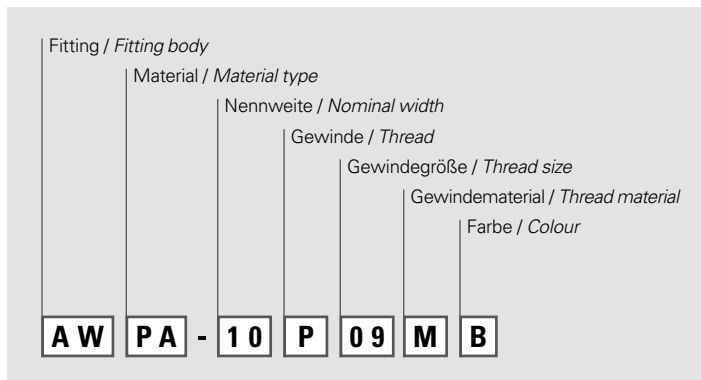 Fitting / Fitting body
Material / Material type
Nennweite / Nominal width
Gewinde / Thread
Gewindegröße / Thread size
Gewindematerial / Thread material
Farbe / Colour
AW PA - 10 P 09 M B